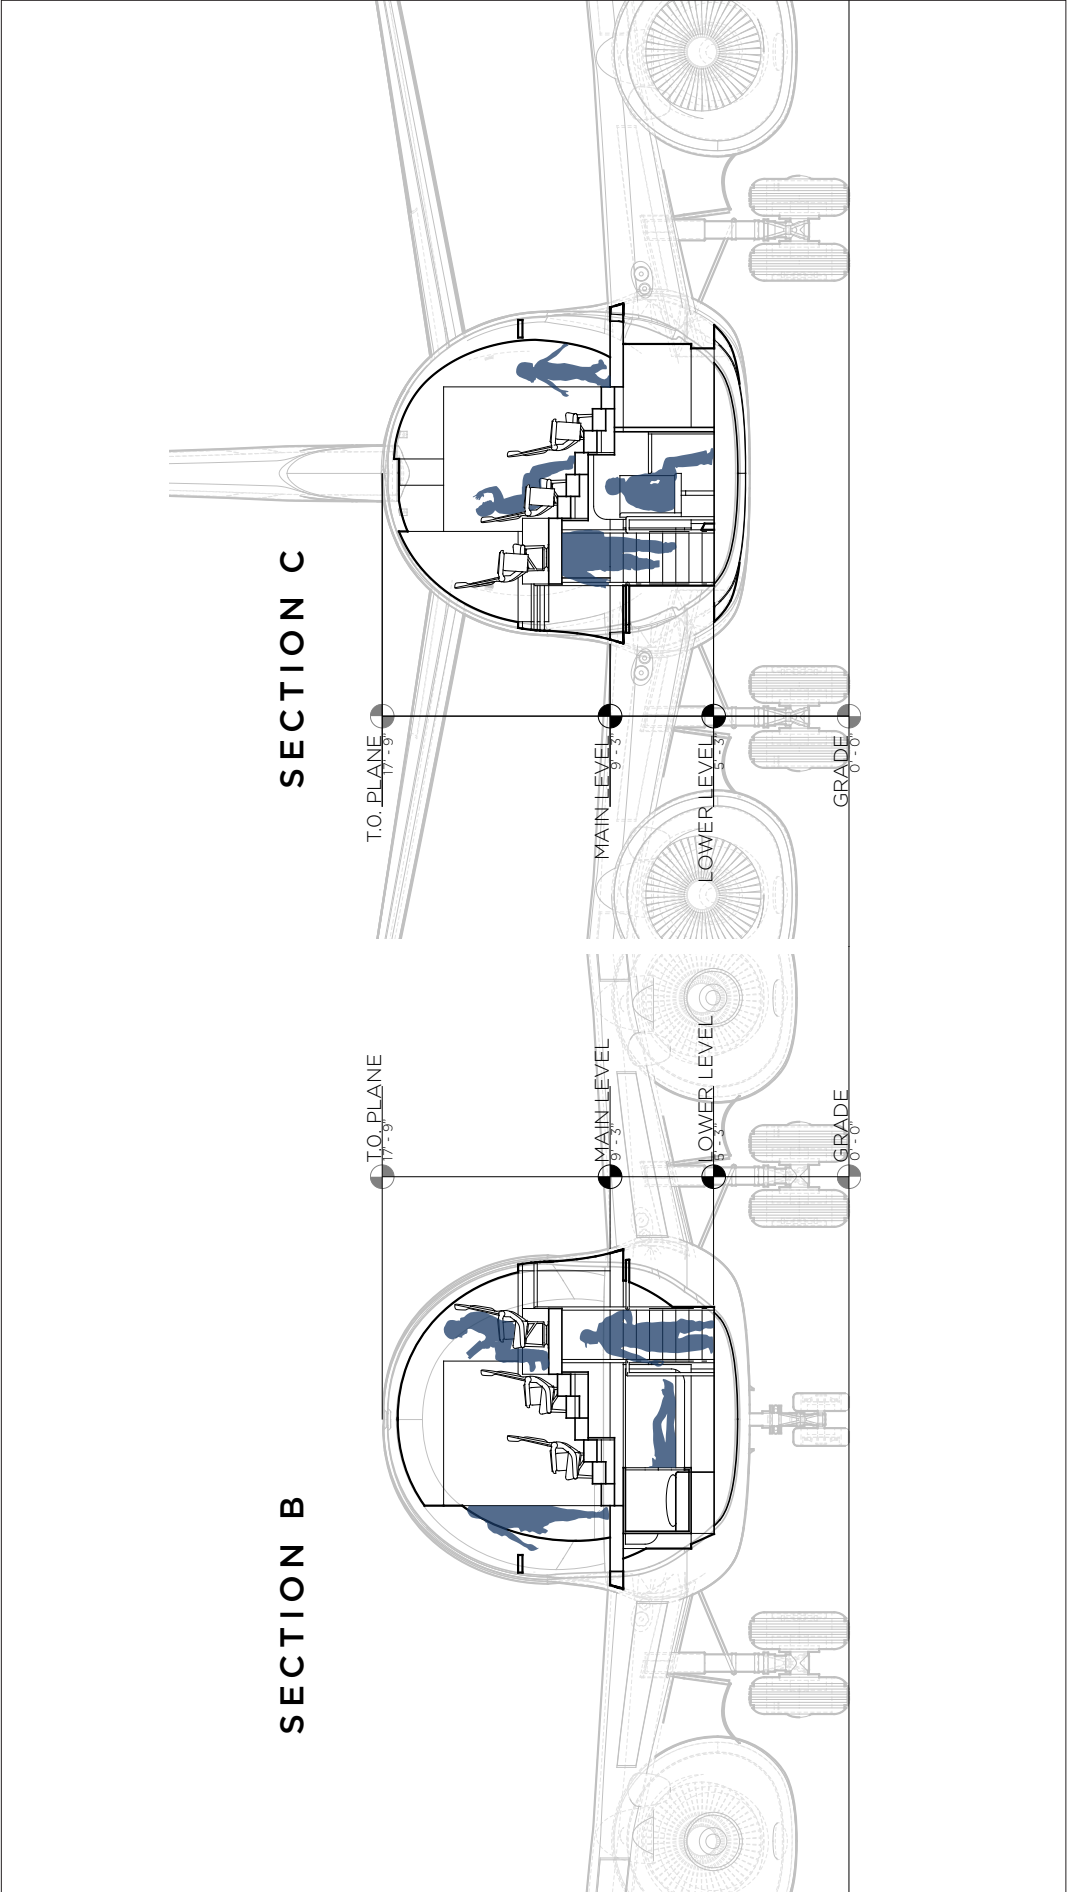 SECTION B
T.O. PLANE
17' - 9"
MAIN LEVEL
9' - 3"
LOWER LEVEL
5' - 3"
GRADE
0' - 0"
SECTION C
T.O. PLANE
17' - 9"
MAIN LEVEL
9' - 3"
LOWER LEVEL
5' - 3"
GRADE
0' - 0"